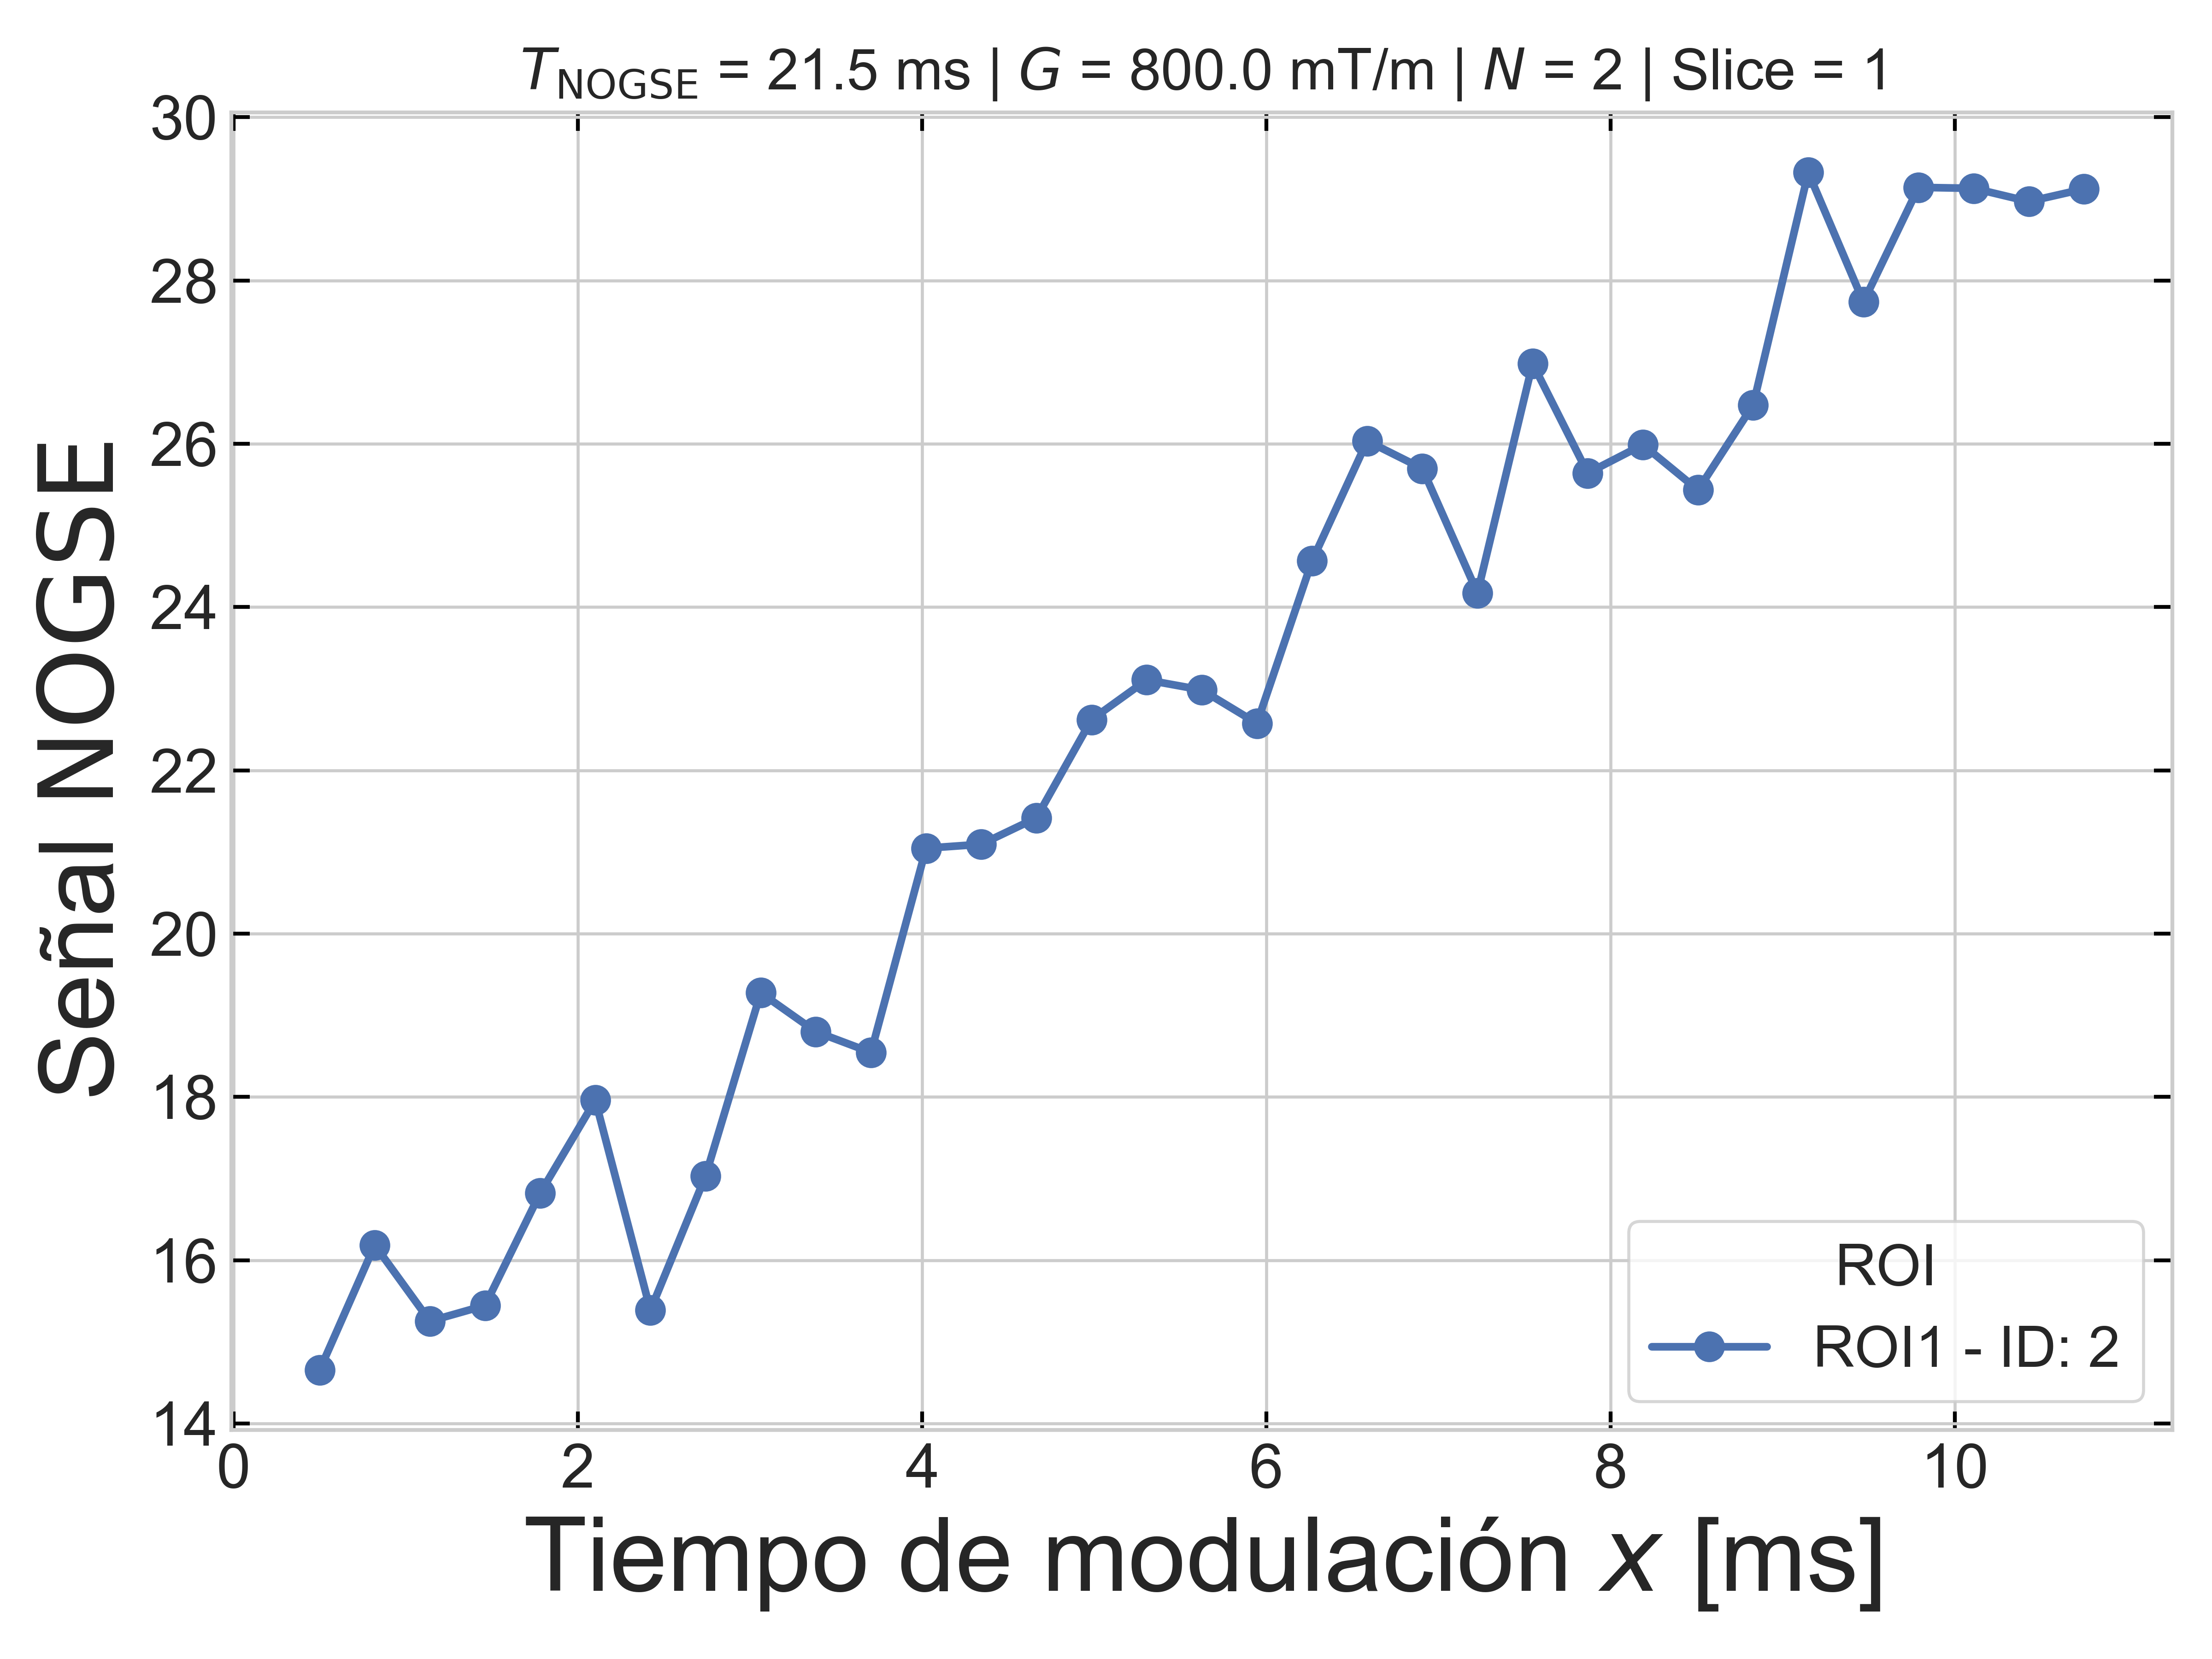 T_NOGSE = 21.5 ms | G = 800.0 mT/m | N = 2 | Slice = 1
30
28
26
24
22
20
18
16
14
Señal NOGSE
0 2 4 6 8 10
Tiempo de modulación x [ms]
ROI
ROI1 - ID: 2